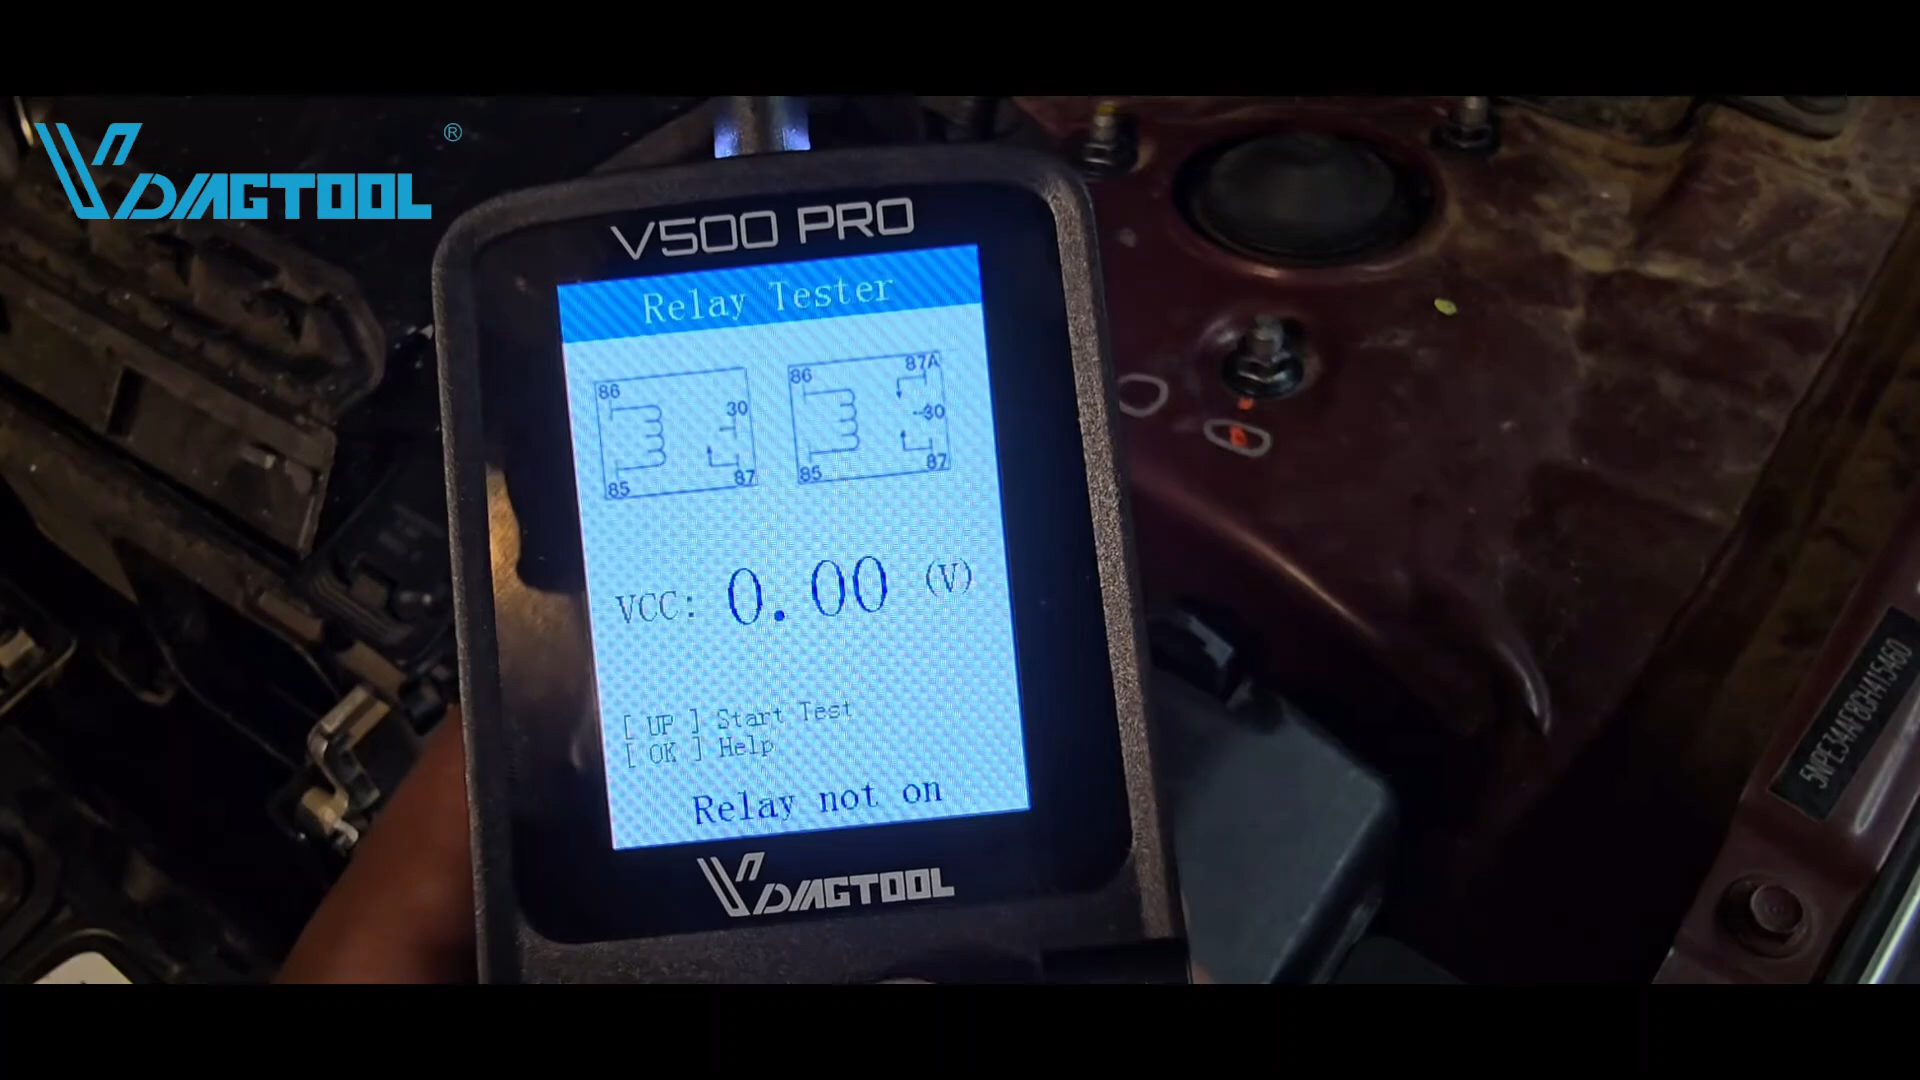 VDIAGTOOL ®
V500 PRO
Relay Tester
86
30
85
87
86
87A
30
85
87
VCC: 0.00 (V)
[ UP ] Start Test
[ OK ] Help
Relay not on
VDIAGTOOL
5NPE34AF8GH415460